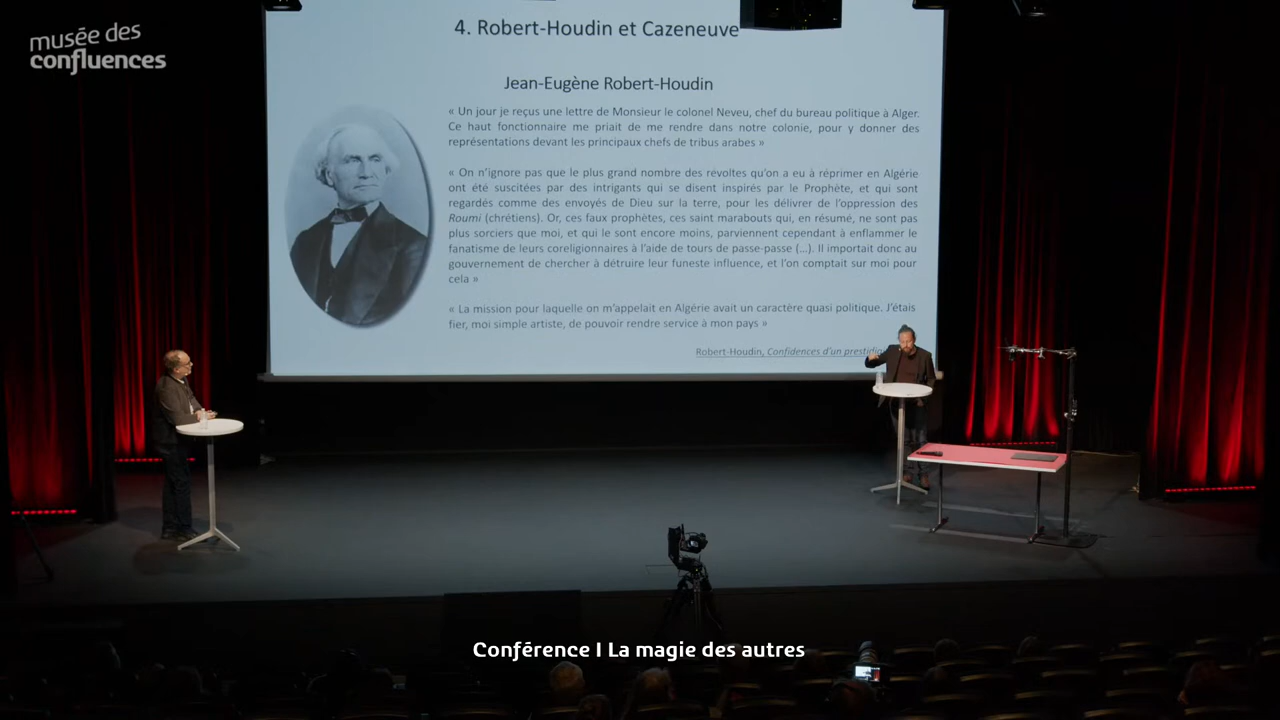 musée des
confluences
4. Robert-Houdin et Cazeneuve
Jean-Eugène Robert-Houdin
« Un jour je reçus une lettre de Monsieur le colonel Neveu, chef du bureau politique à Alger.
Ce haut fonctionnaire me priait de me rendre dans notre colonie, pour y donner des
représentations devant les principaux chefs de tribus arabes »
« On n'ignore pas que le plus grand nombre des révoltes qu'on a eu à réprimer en Algérie
ont été suscitées par des intrigants qui se disent inspirés par le Prophète, et qui sont
regardés comme des envoyés de Dieu sur la terre, pour les délivrer de l'oppression des
Roumi (chrétiens). Or, ces faux prophètes, ces saint marabouts qui, en résumé, ne sont pas
plus sorciers que moi, et qui le sont encore moins, parviennent cependant à enflammer le
fanatisme de leurs coreligionnaires à l'aide de tours de passe-passe (...). Il importait donc au
gouvernement de chercher à détruire leur funeste influence, et l'on comptait sur moi pour
cela »
« La mission pour laquelle on m'appelait en Algérie avait un caractère quasi politique. J'étais
fier, moi simple artiste, de pouvoir rendre service à mon pays »
Robert-Houdin, Confidences d'un prestidig
Conférence I La magie des autres